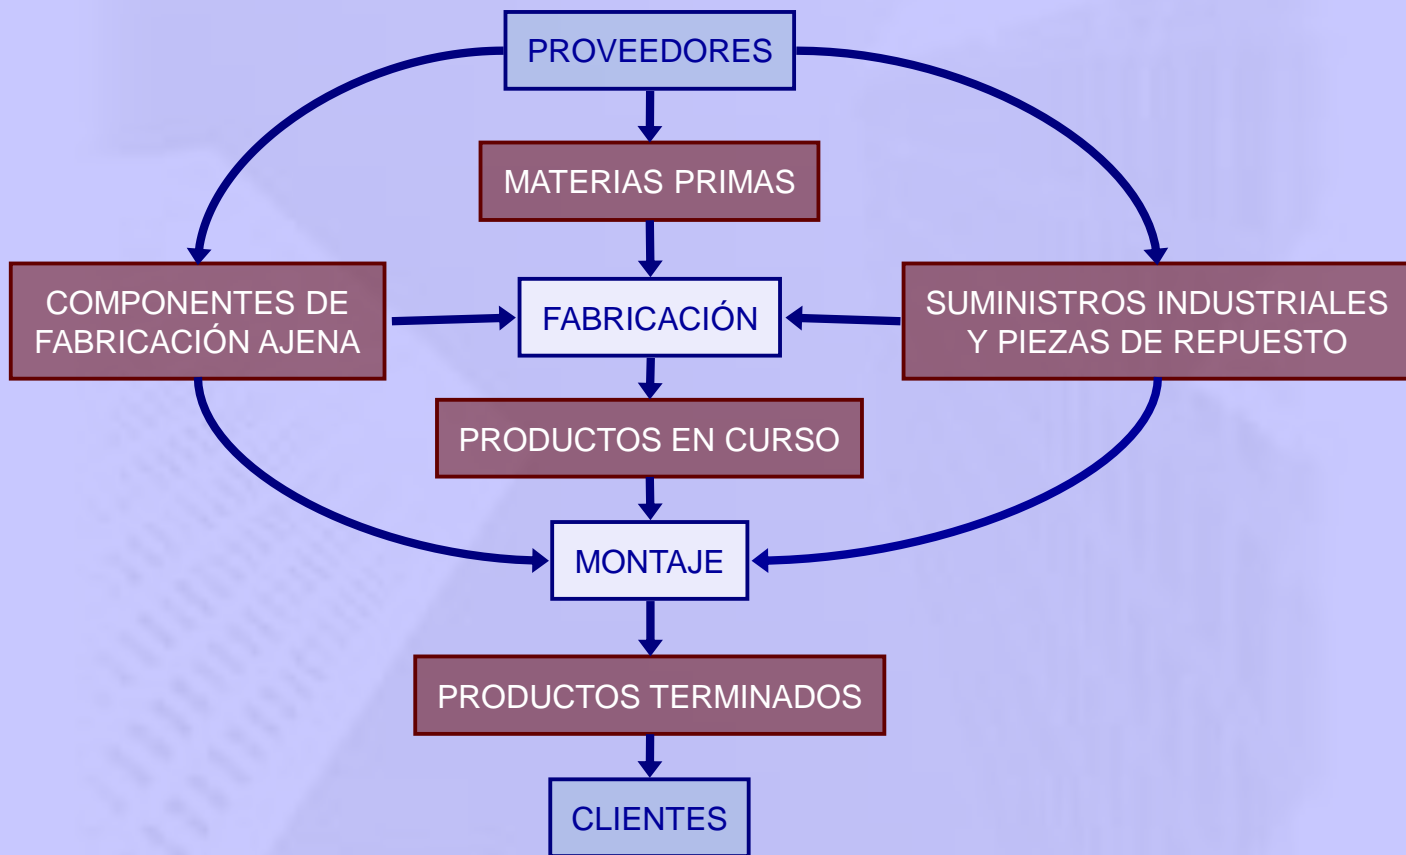 PROVEEDORES
MATERIAS PRIMAS
COMPONENTES DE
FABRICACIÓN AJENA
FABRICACIÓN
SUMINISTROS INDUSTRIALES
Y PIEZAS DE REPUESTO
PRODUCTOS EN CURSO
MONTAJE
PRODUCTOS TERMINADOS
CLIENTES